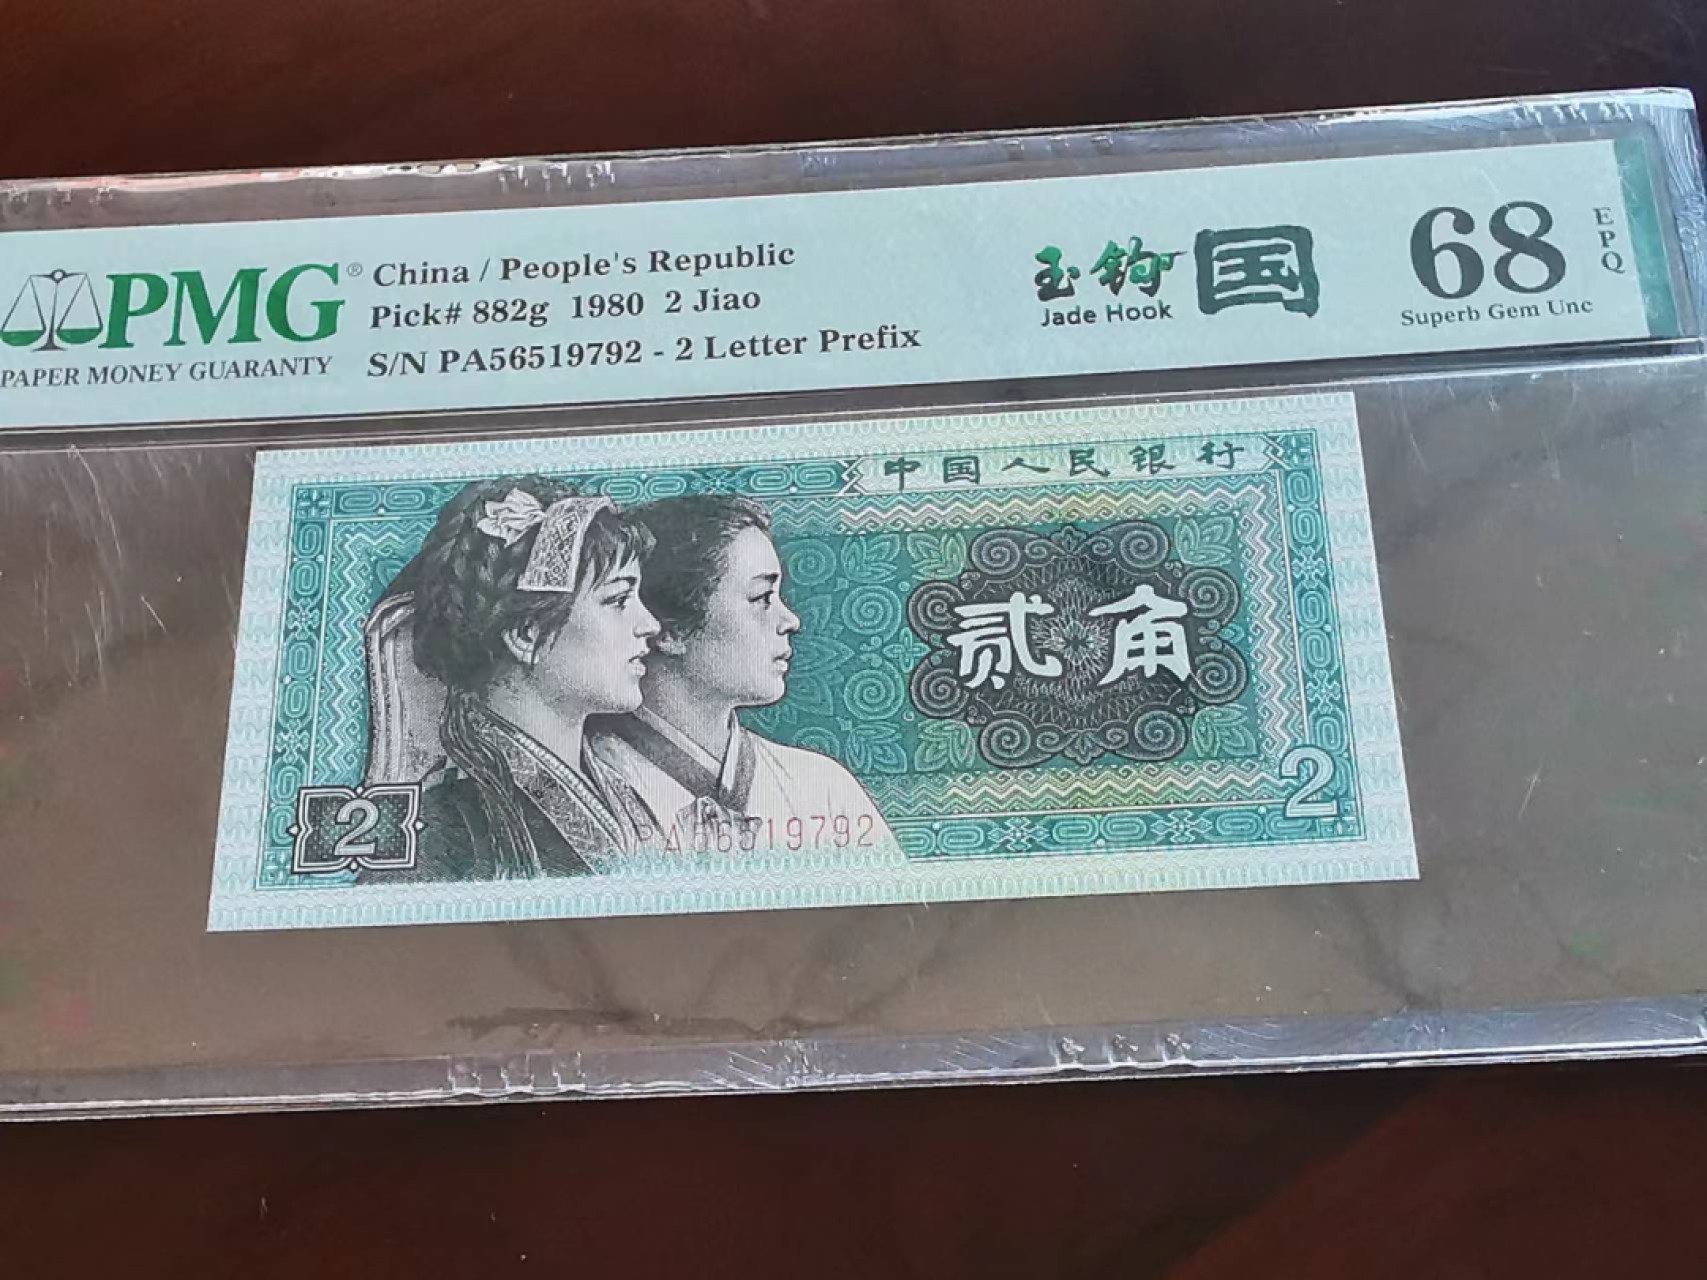 PMG®
PAPER MONEY GUARANTY
China / People's Republic
Pick# 882g 1980 2 Jiao
S/N PA56519792 - 2 Letter Prefix
玉钩 国
Jade Hook
68 EPQ
Superb Gem Unc
中国人民银行
贰角
2
2
PA56519792